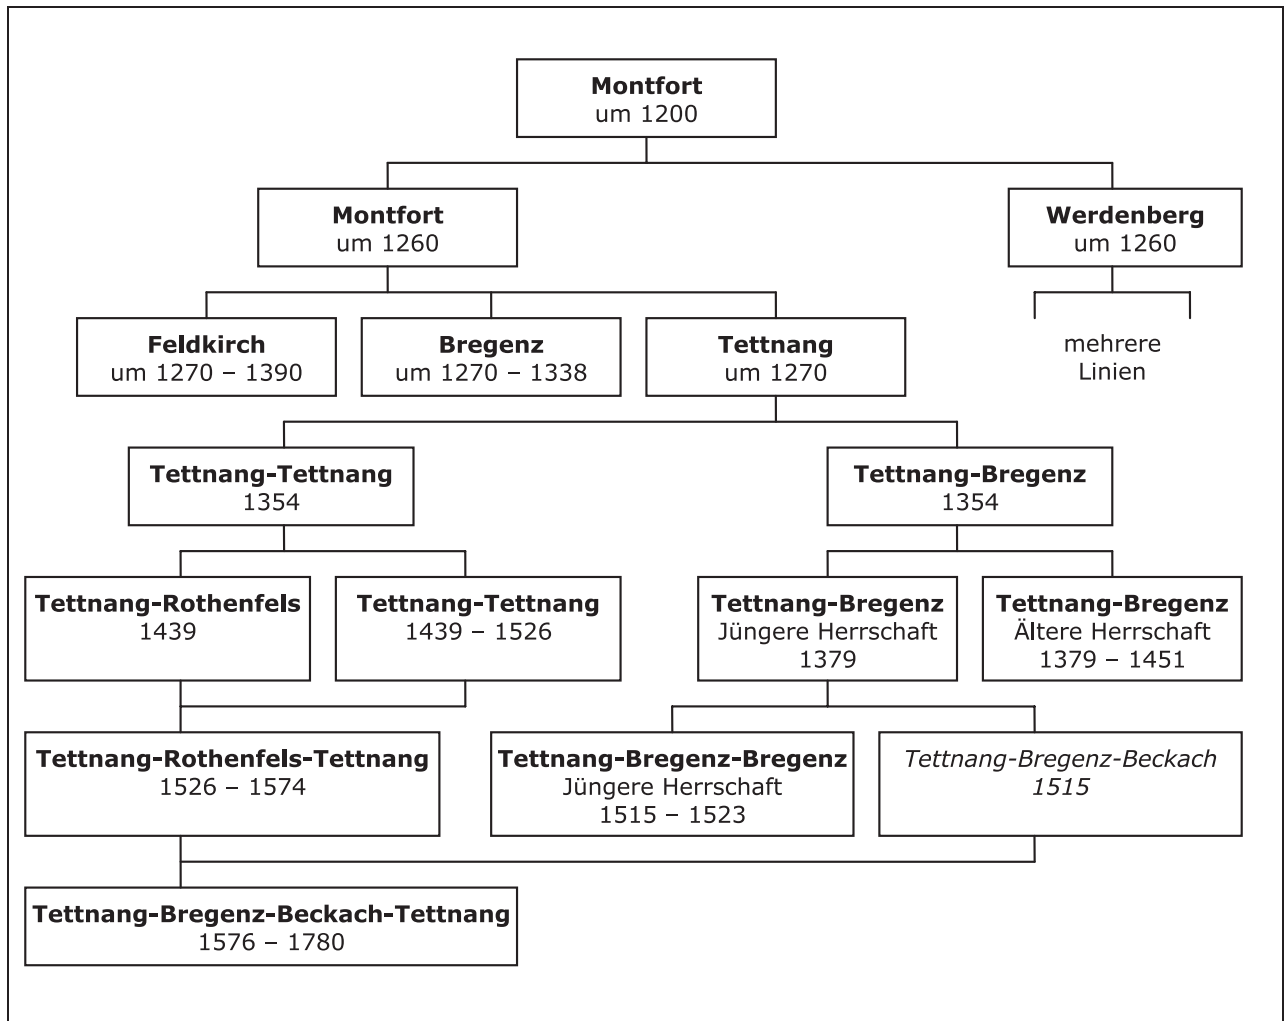 Montfort
um 1200
Montfort
um 1260
Werdenberg
um 1260
Feldkirch
um 1270 – 1390
Bregenz
um 1270 – 1338
Tettnang
um 1270
mehrere
Linien
Tettnang-Tettnang
1354
Tettnang-Bregenz
1354
Tettnang-Rothenfels
1439
Tettnang-Tettnang
1439 – 1526
Tettnang-Bregenz
Jüngere Herrschaft
1379
Tettnang-Bregenz
Ältere Herrschaft
1379 – 1451
Tettnang-Rothenfels-Tettnang
1526 – 1574
Tettnang-Bregenz-Bregenz
Jüngere Herrschaft
1515 – 1523
Tettnang-Bregenz-Beckach
1515
Tettnang-Bregenz-Beckach-Tettnang
1576 – 1780